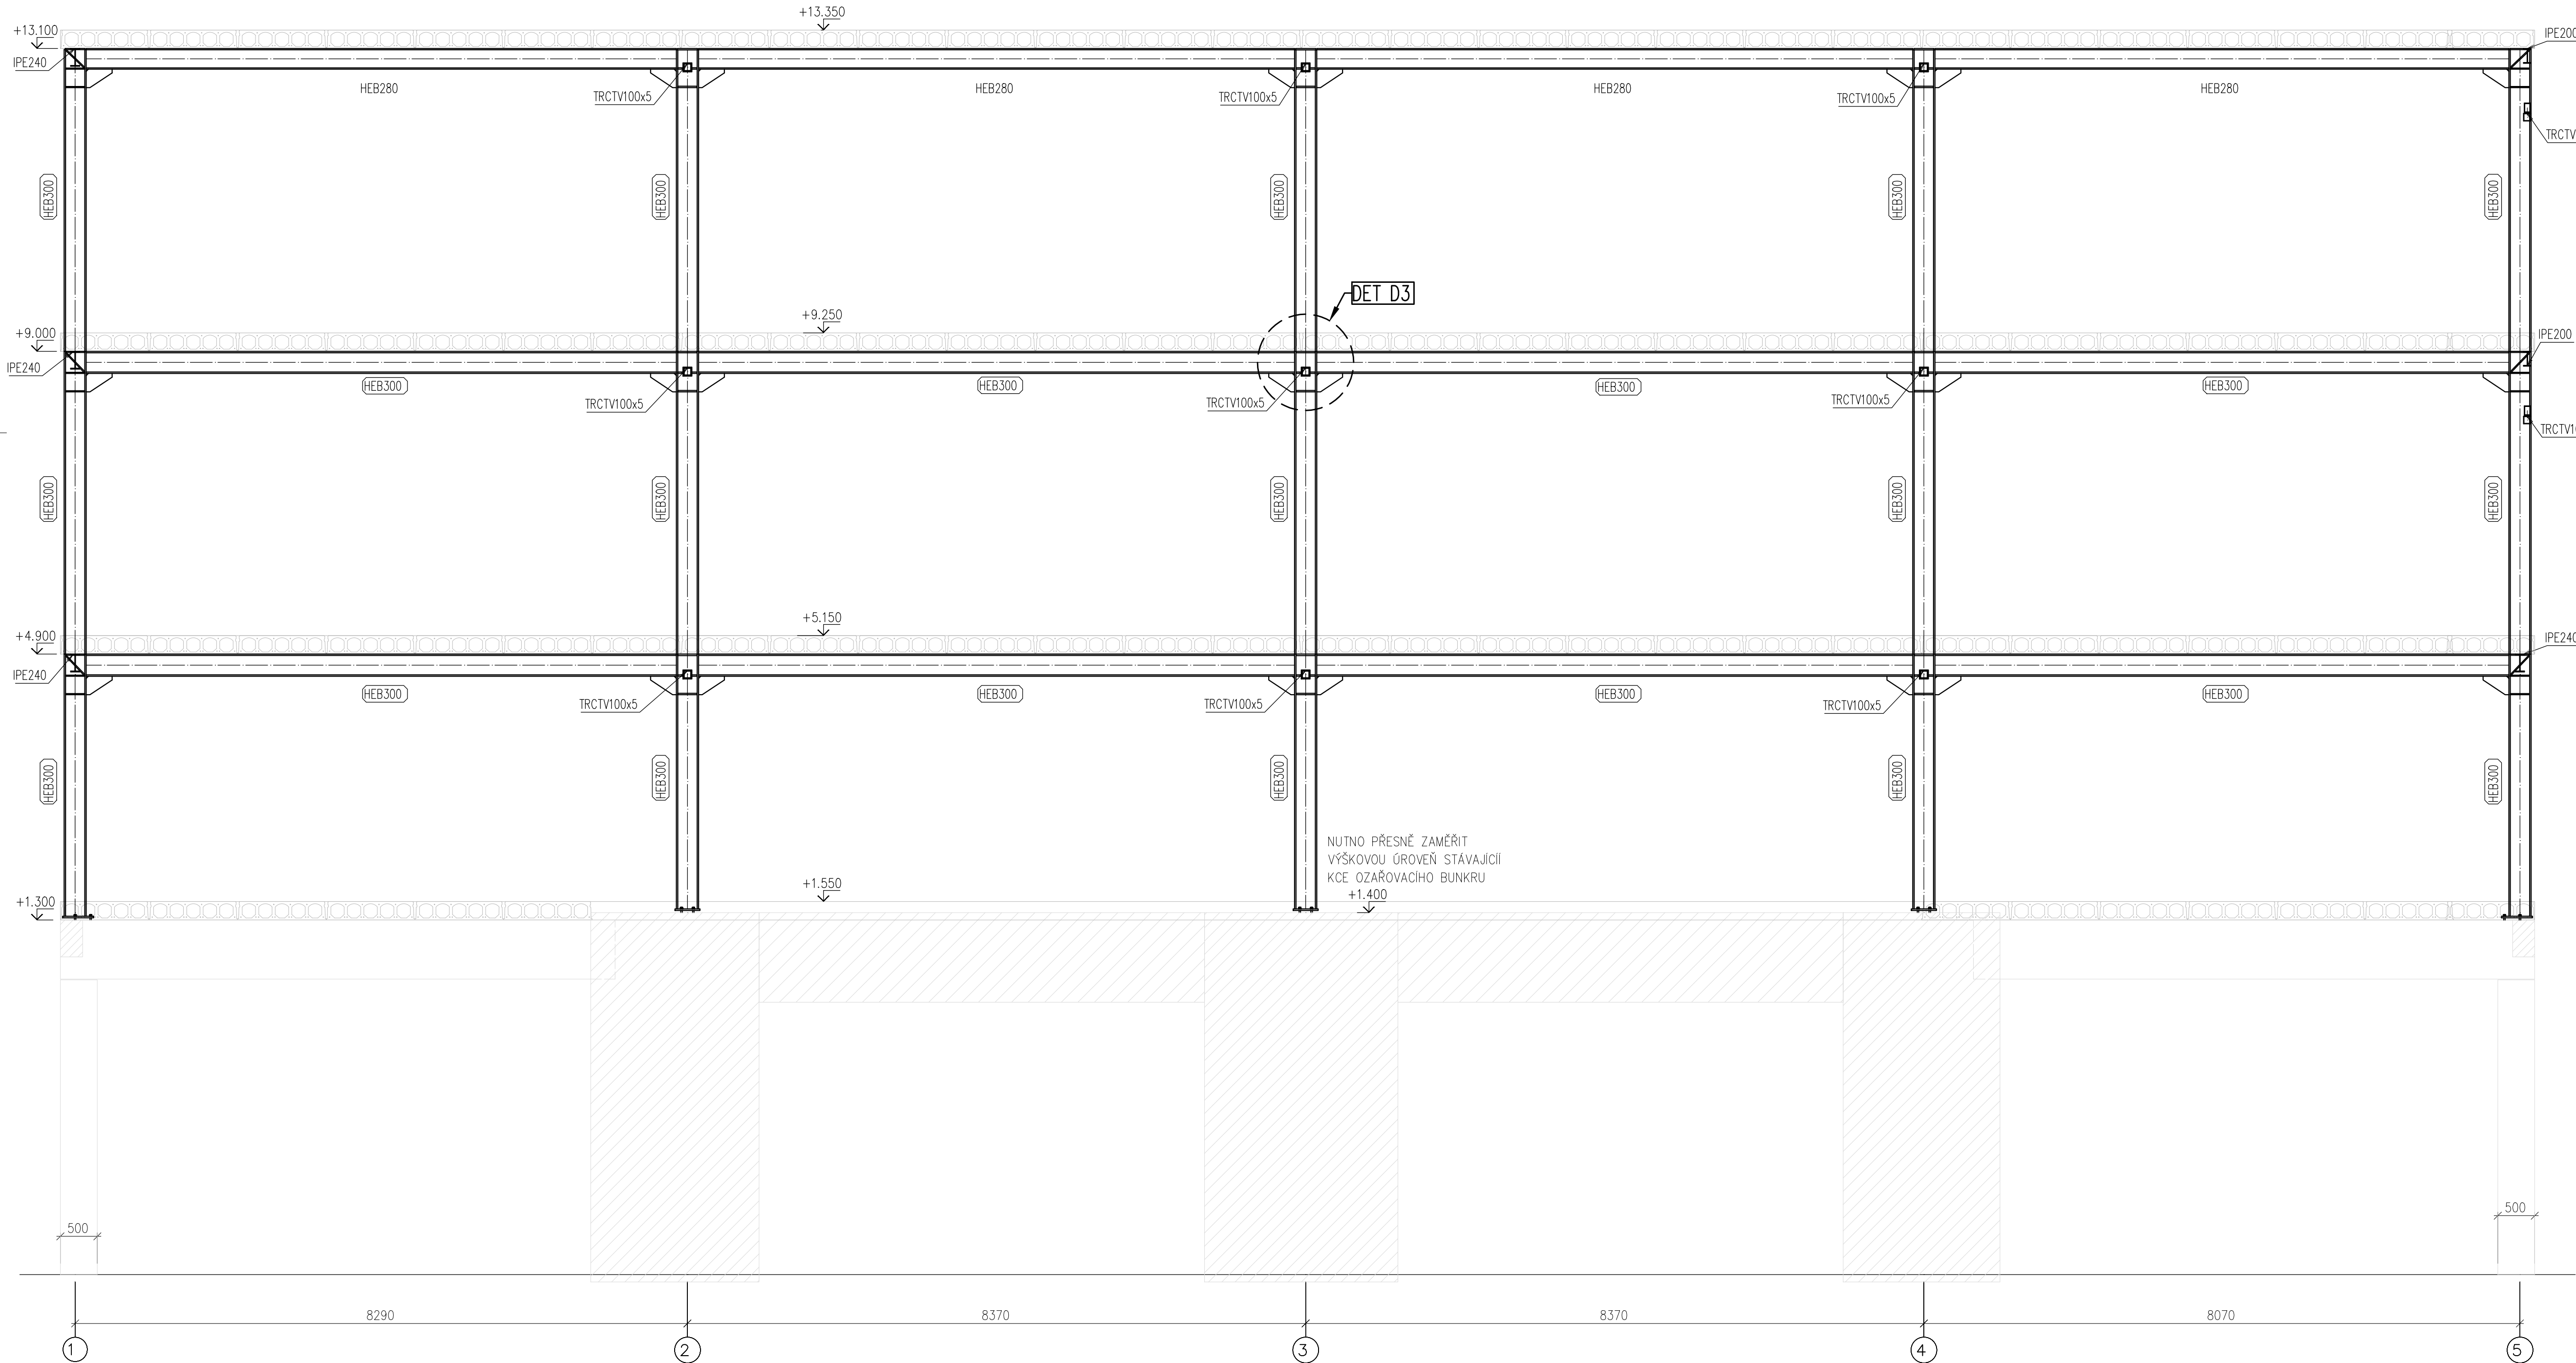 +13.350
+13.100
IPE200
IPE240
HEB280
HEB280
HEB280
HEB280
TRCTV100x5
TRCTV100x5
TRCTV100x5
TRCTV
HEB300
HEB300
HEB300
HEB300
HEB300
DET D3
+9.250
+9.000
IPE200
IPE240
HEB300
HEB300
HEB300
HEB300
TRCTV100x5
TRCTV100x5
TRCTV100x5
TRCTV1
HEB300
HEB300
HEB300
HEB300
HEB300
+5.150
+4.900
IPE240
IPE240
HEB300
HEB300
HEB300
HEB300
TRCTV100x5
TRCTV100x5
TRCTV100x5
HEB300
HEB300
HEB300
HEB300
HEB300
NUTNO PŘESNĚ ZAMĚŘIT
VÝŠKOVOU ÚROVEŇ STÁVAJÍCÍÍ
KCE OZAŘOVACÍHO BUNKRU
+1.550
+1.400
+1.300
500
500
8290
8370
8370
8070
1
2
3
4
5